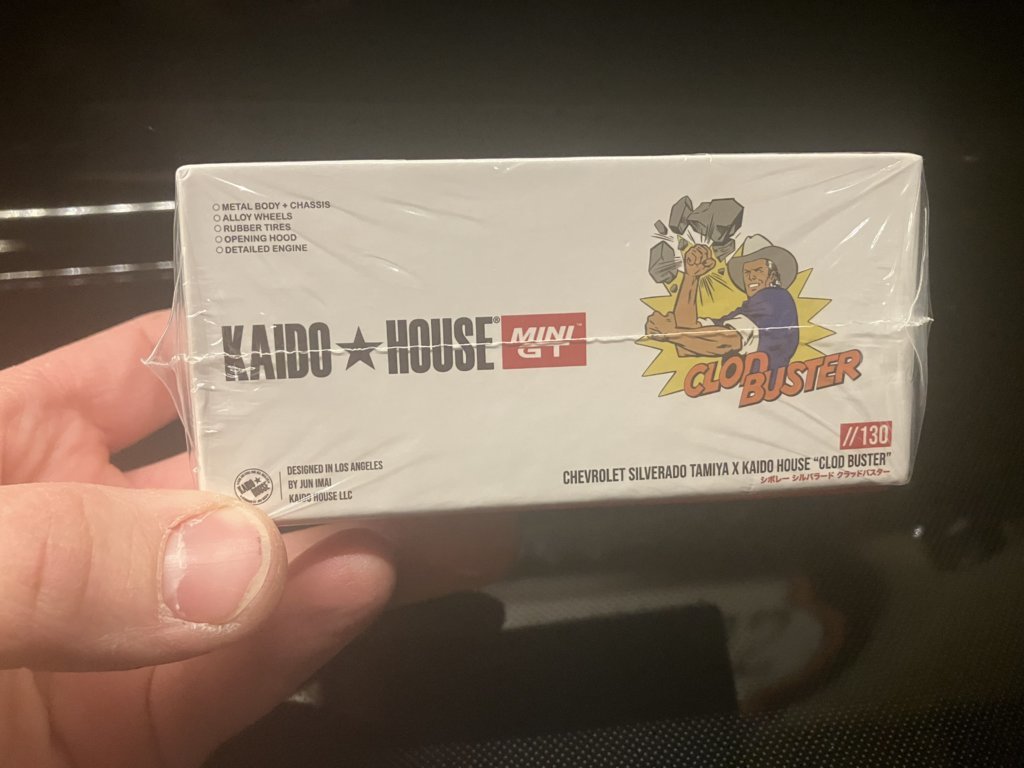 METAL BODY + CHASSIS
ALLOY WHEELS
RUBBER TIRES
OPENING HOOD
DETAILED ENGINE
KAIDO★HOUSE® MINI GT
CLOD BUSTER
//130
CHEVROLET SILVERADO TAMIYA X KAIDO HOUSE “CLOD BUSTER”
シボレー シルバラード クラッドバスター
KAIDO★HOUSE
DESIGNED IN LOS ANGELES
BY JUN IMAI
KAIDO HOUSE LLC